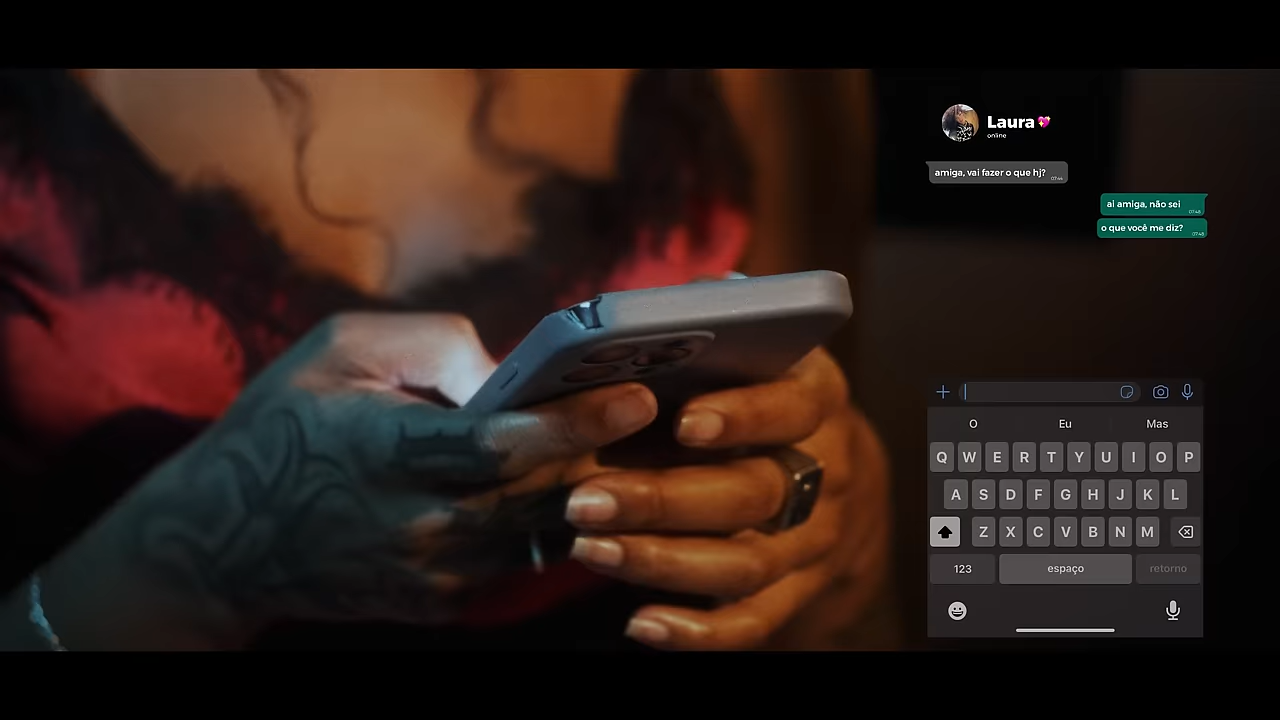 Laura
online
amiga, vai fazer o que hj?
ai amiga, não sei
o que você me diz?
O Eu Mas
Q W E R T Y U I O P
A S D F G H J K L
Z X C V B N M
123 espaço retorno